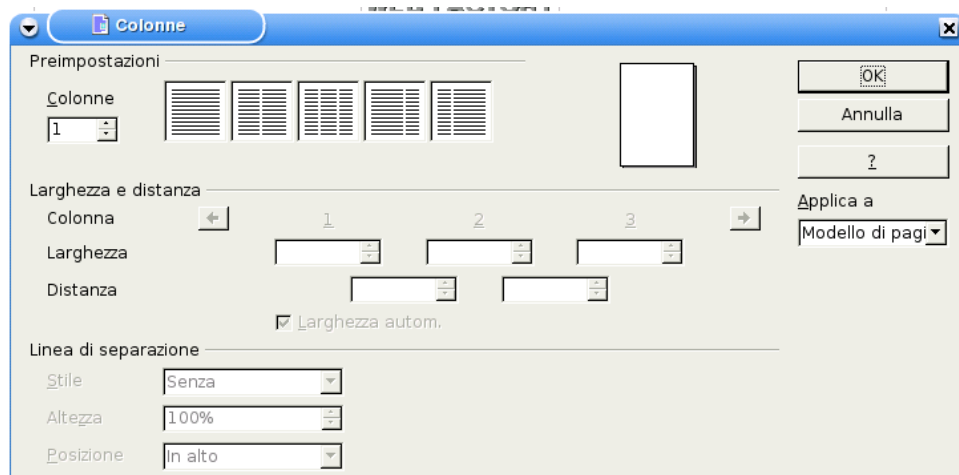 Colonne
Preimpostazioni
Colonne
1
OK
Annulla
?
Larghezza e distanza
Applica a
Colonna 1 2 3
Modello di pagi
Larghezza
Distanza
Larghezza autom.
Linea di separazione
Stile Senza
Altezza 100%
Posizione In alto